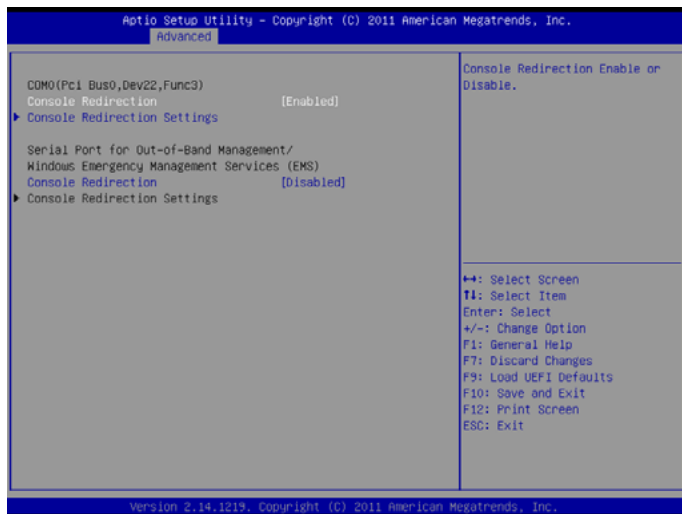 Aptio Setup Utility – Copyright (C) 2011 American Megatrends, Inc.
Advanced
COM0(Pci Bus0,Dev22,Func3)
Console Redirection [Enabled]
Console Redirection Settings
Serial Port for Out-of-Band Management/
Windows Emergency Management Services (EMS)
Console Redirection [Disabled]
Console Redirection Settings
Console Redirection Enable or
Disable.
↔: Select Screen
↑↓: Select Item
Enter: Select
+/-: Change Option
F1: General Help
F7: Discard Changes
F9: Load UEFI Defaults
F10: Save and Exit
F12: Print Screen
ESC: Exit
Version 2.14.1219. Copyright (C) 2011 American Megatrends, Inc.